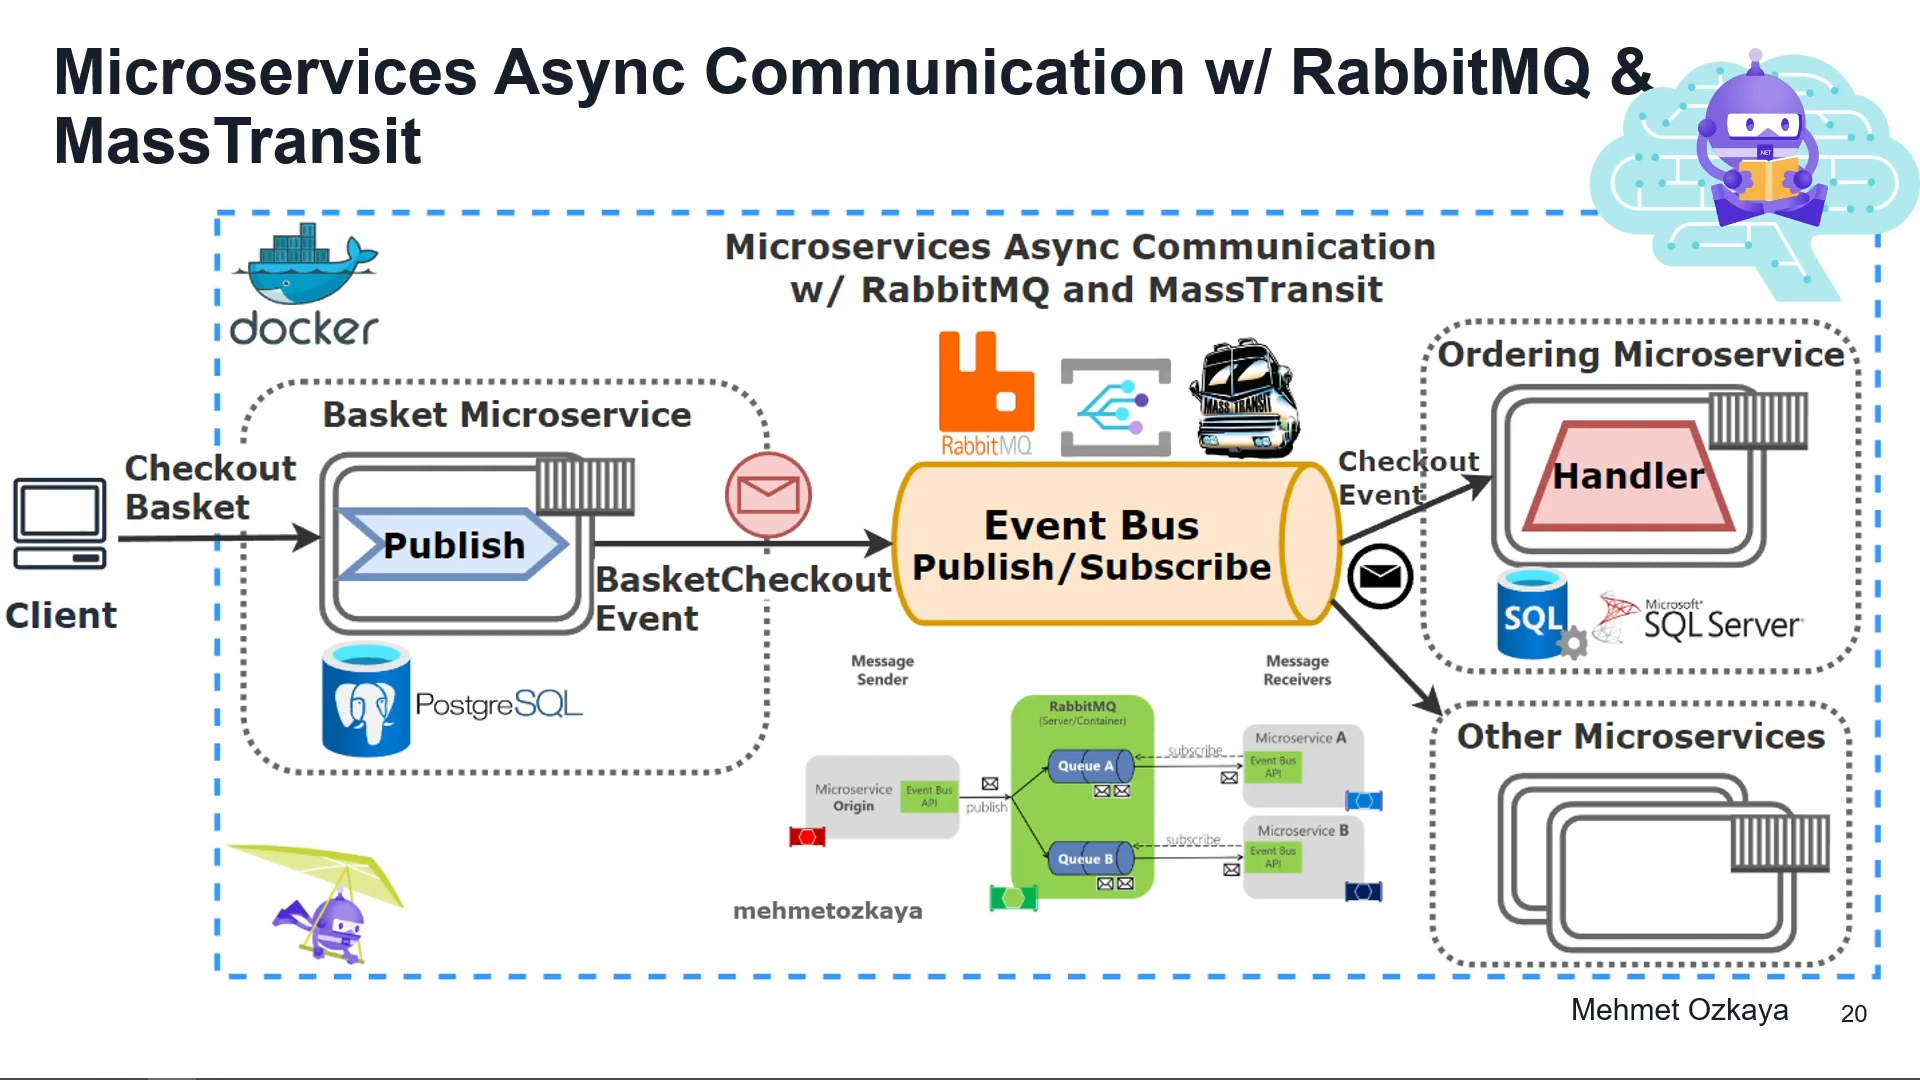 Microservices Async Communication w/ RabbitMQ &
MassTransit
.NET
docker
Microservices Async Communication
w/ RabbitMQ and MassTransit
RabbitMQ
MASS TRANSIT
Client
Checkout
Basket
Basket Microservice
Publish
PostgreSQL
BasketCheckout
Event
Event Bus
Publish/Subscribe
Checkout
Event
Ordering Microservice
Handler
SQL
Microsoft
SQL Server
Other Microservices
Message
Sender
Message
Receivers
Microservice
Origin
Event Bus
API
publish
RabbitMQ
(Server/Container)
Queue A
Queue B
subscribe
subscribe
Microservice A
Event Bus
API
Microservice B
Event Bus
API
mehmetozkaya
Mehmet Ozkaya
20